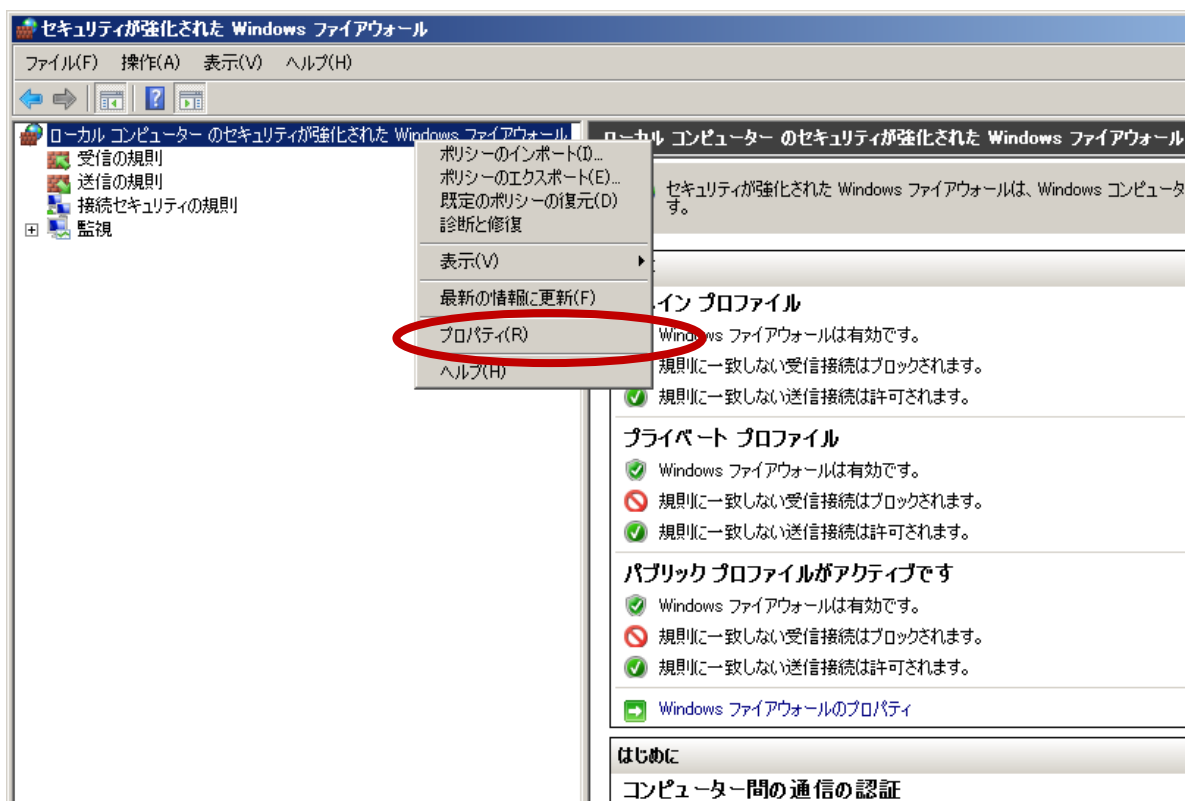 セキュリティが強化された Windows ファイアウォール
ファイル(F) 操作(A) 表示(V) ヘルプ(H)
ローカル コンピューター のセキュリティが強化された Windows ファイアウォール
受信の規則
送信の規則
接続セキュリティの規則
監視
ポリシーのインポート(I)...
ポリシーのエクスポート(E)...
既定のポリシーの復元(D)
診断と修復
表示(V)
最新の情報に更新(F)
プロパティ(R)
ヘルプ(H)
ローカル コンピューター のセキュリティが強化された Windows ファイアウォール
セキュリティが強化された Windows ファイアウォールは、Windows コンピュータ
す。
イン プロファイル
Windows ファイアウォールは有効です。
規則に一致しない受信接続はブロックされます。
規則に一致しない送信接続は許可されます。
プライベート プロファイル
Windows ファイアウォールは有効です。
規則に一致しない受信接続はブロックされます。
規則に一致しない送信接続は許可されます。
パブリック プロファイルがアクティブです
Windows ファイアウォールは有効です。
規則に一致しない受信接続はブロックされます。
規則に一致しない送信接続は許可されます。
Windows ファイアウォールのプロパティ
はじめに
コンピューター間の通信の認証